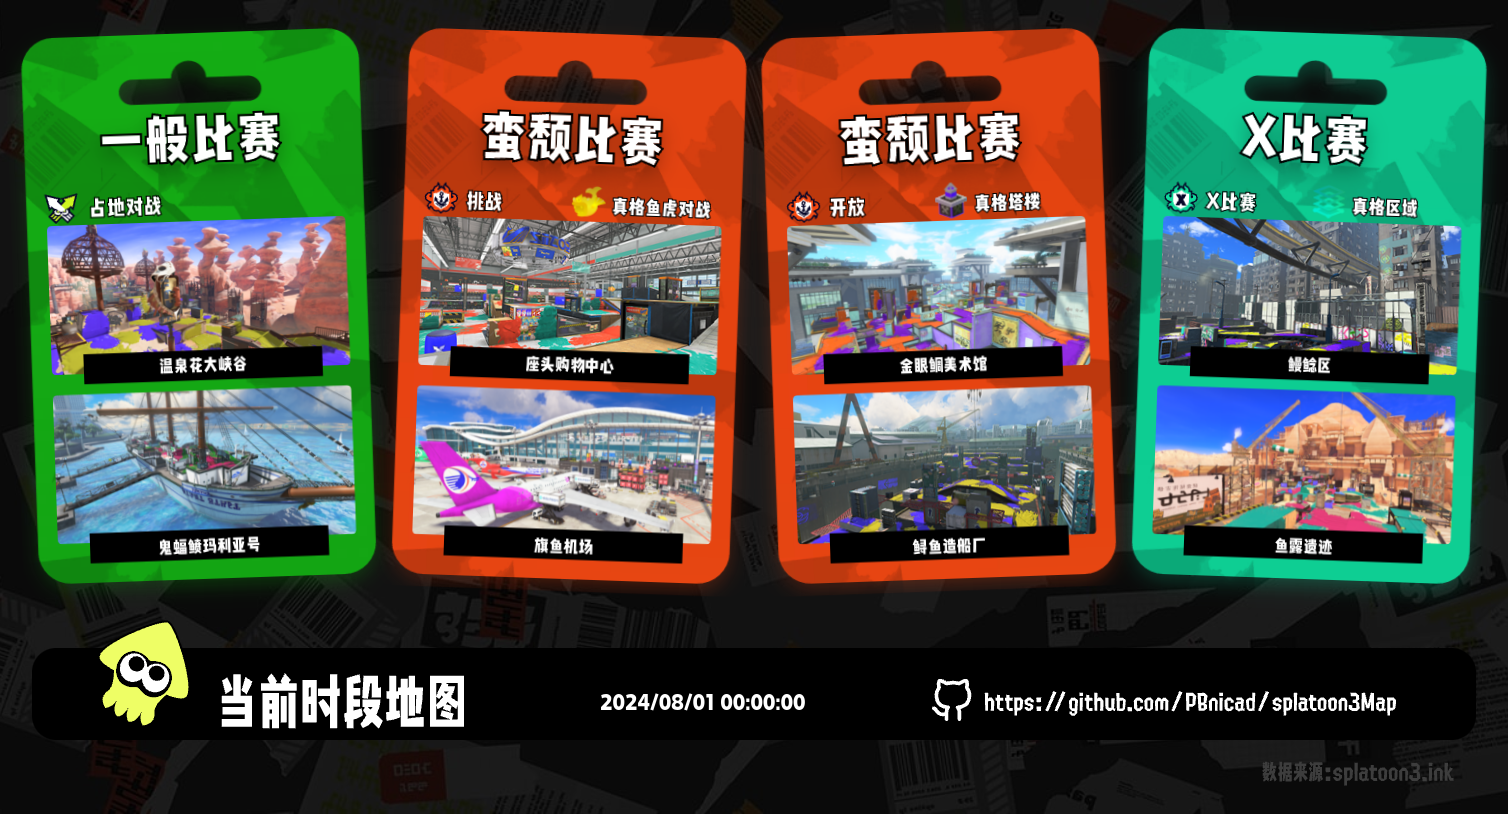 一般比赛
占地对战
温泉花大峡谷
鬼蝠鲼玛利亚号
蛮颓比赛
挑战
真格鱼虎对战
座头购物中心
旗鱼机场
蛮颓比赛
开放
真格塔楼
金眼鲷美术馆
鲟鱼造船厂
X比赛
X比赛
真格区域
鳗鲶区
鱼露遗迹
当前时段地图
2024/08/01 00:00:00
https://github.com/PBnicad/splatoon3Map
数据来源:splatoon3.ink